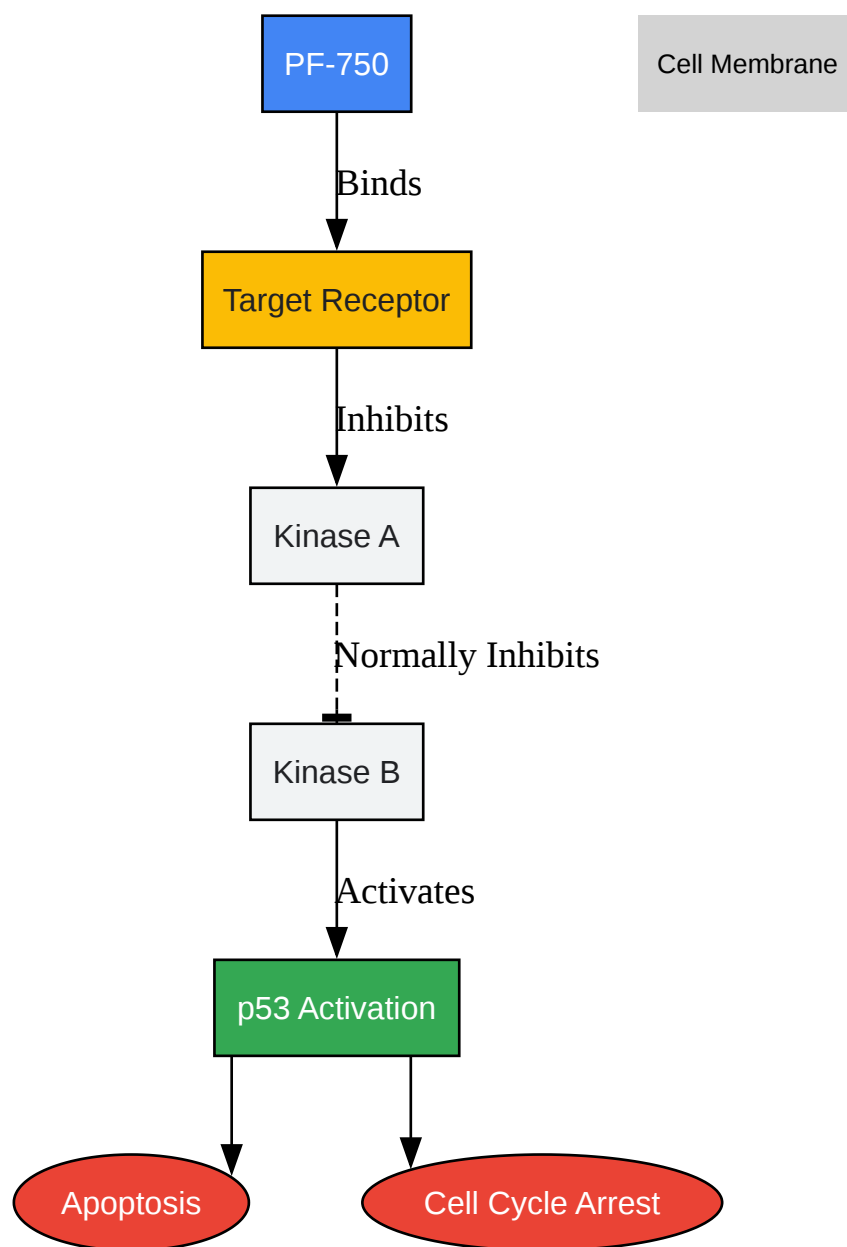 PF-750
Cell Membrane
Binds
Target Receptor
Inhibits
Kinase A
Normally Inhibits
Kinase B
Activates
p53 Activation
Apoptosis
Cell Cycle Arrest